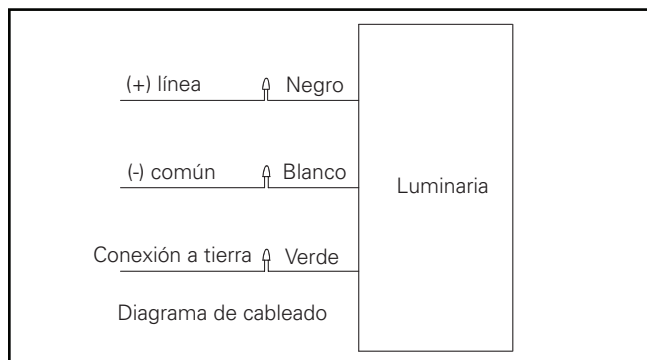 (+) línea Negro
(-) común Blanco
Luminaria
Conexión a tierra Verde
Diagrama de cableado